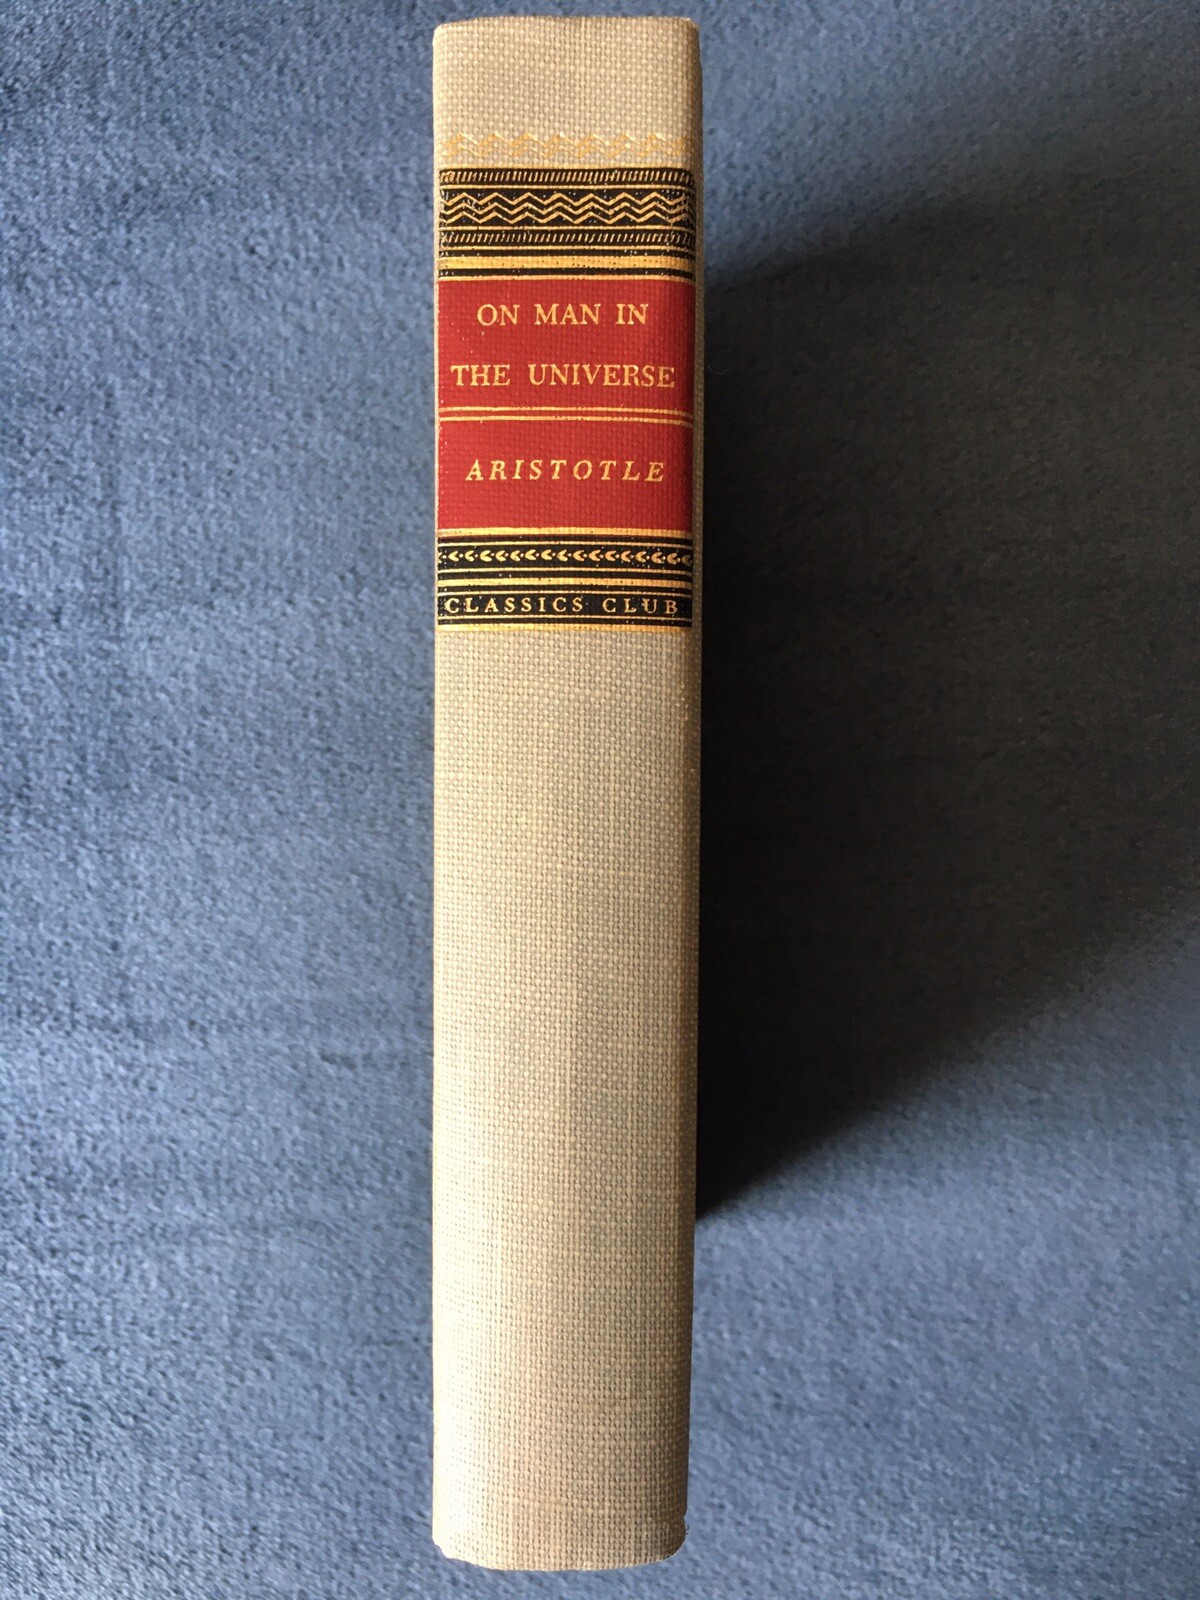 ON MAN IN
THE UNIVERSE
ARISTOTLE
CLASSICS CLUB